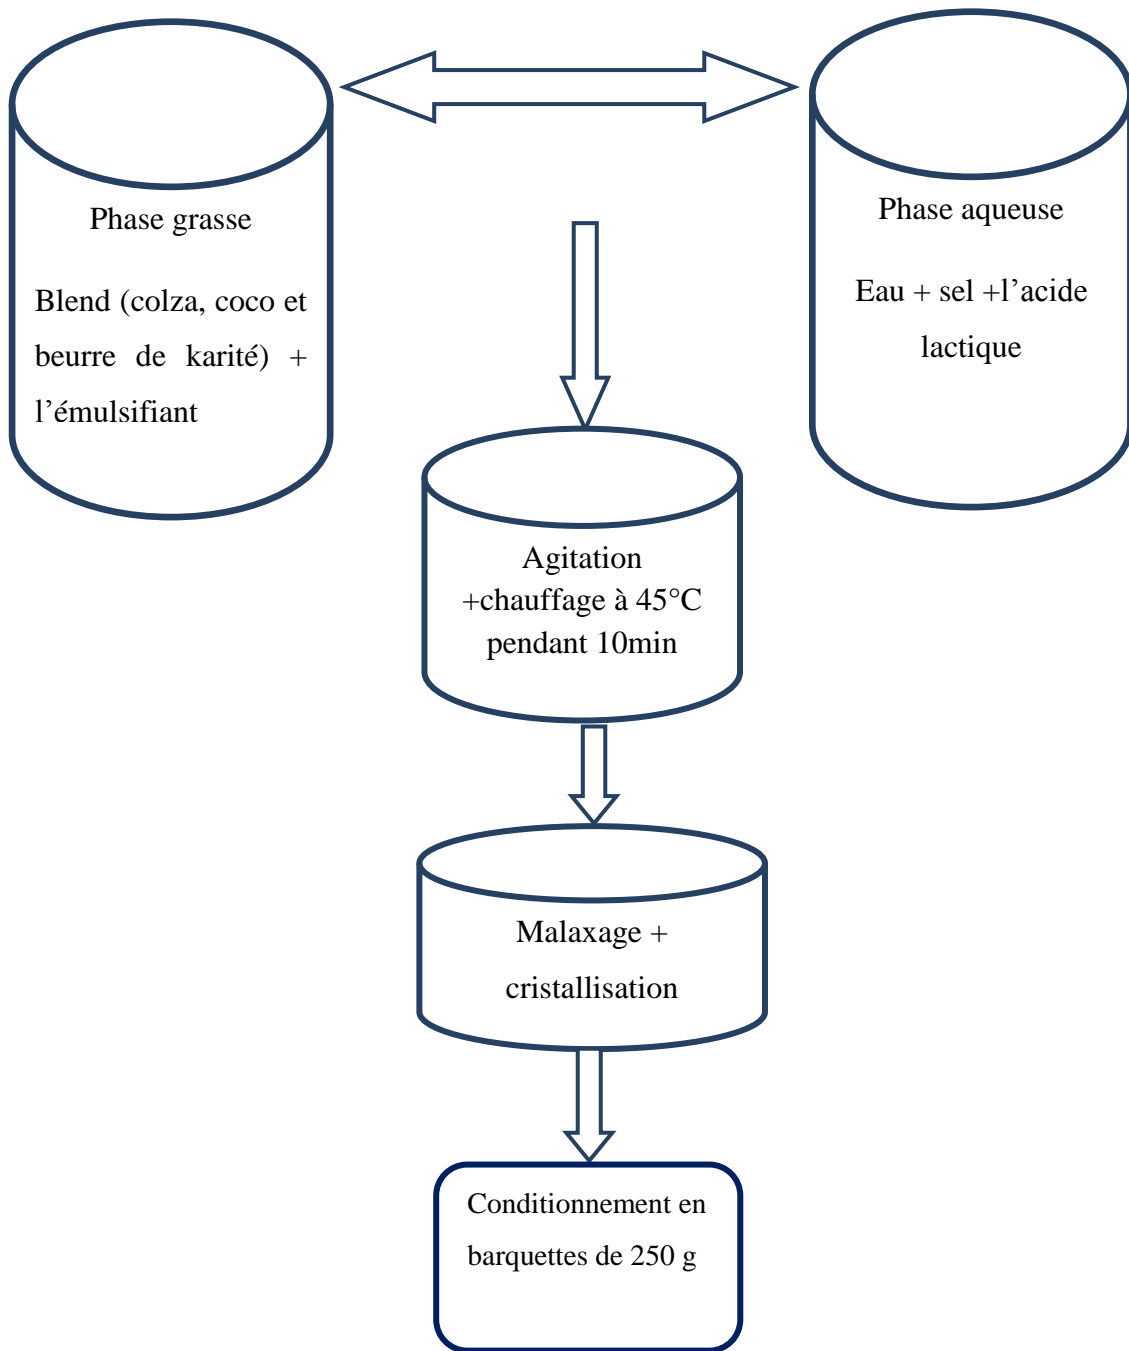 Phase grasse
Blend (colza, coco et
beurre de karité) +
l’émulsifiant
Phase aqueuse
Eau + sel +l’acide
lactique
Agitation
+chauffage à 45°C
pendant 10min
Malaxage +
cristallisation
Conditionnement en
barquettes de 250 g